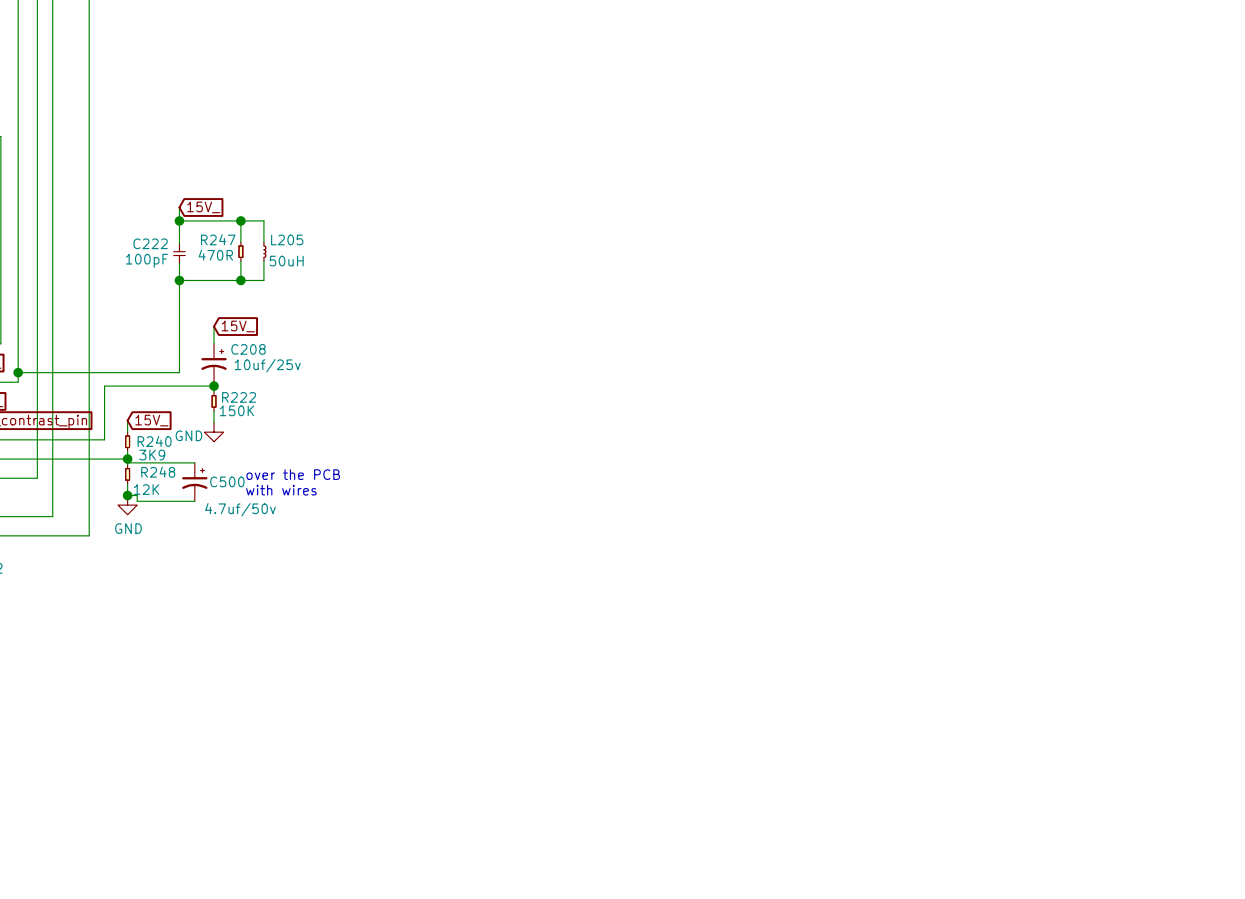 15V_
C222
100pF
R247
470R
L205
50uH
15V_
C208
10uf/25v
R222
150K
contrast_pin
15V_
GND
R240
3K9
R248
12K
C500
over the PCB
with wires
4.7uf/50v
GND